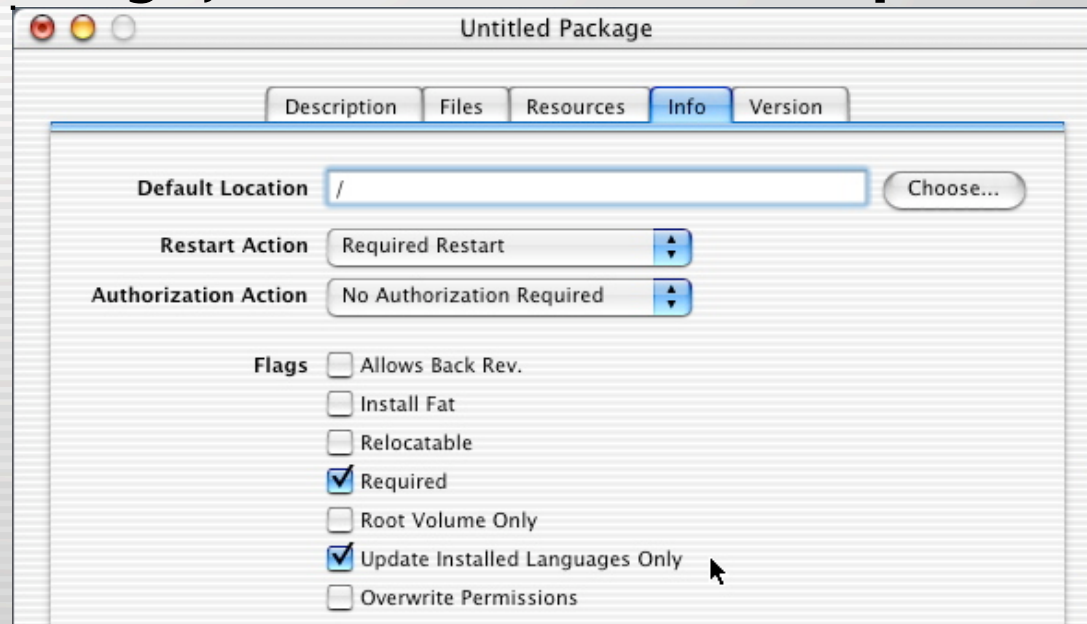 Untitled Package
Description Files Resources Info Version
Default Location / Choose...
Restart Action Required Restart
Authorization Action No Authorization Required
Flags Allows Back Rev.
Install Fat
Relocatable
Required
Root Volume Only
Update Installed Languages Only
Overwrite Permissions